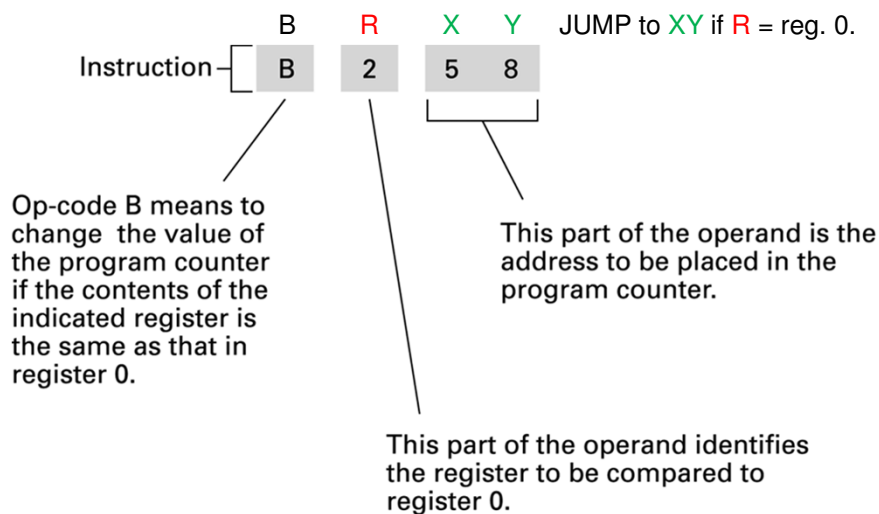 B R X Y JUMP to XY if R = reg. 0.
Instruction B 2 5 8
Op-code B means to
change the value of
the program counter
if the contents of the
indicated register is
the same as that in
register 0.
This part of the operand is the
address to be placed in the
program counter.
This part of the operand identifies
the register to be compared to
register 0.